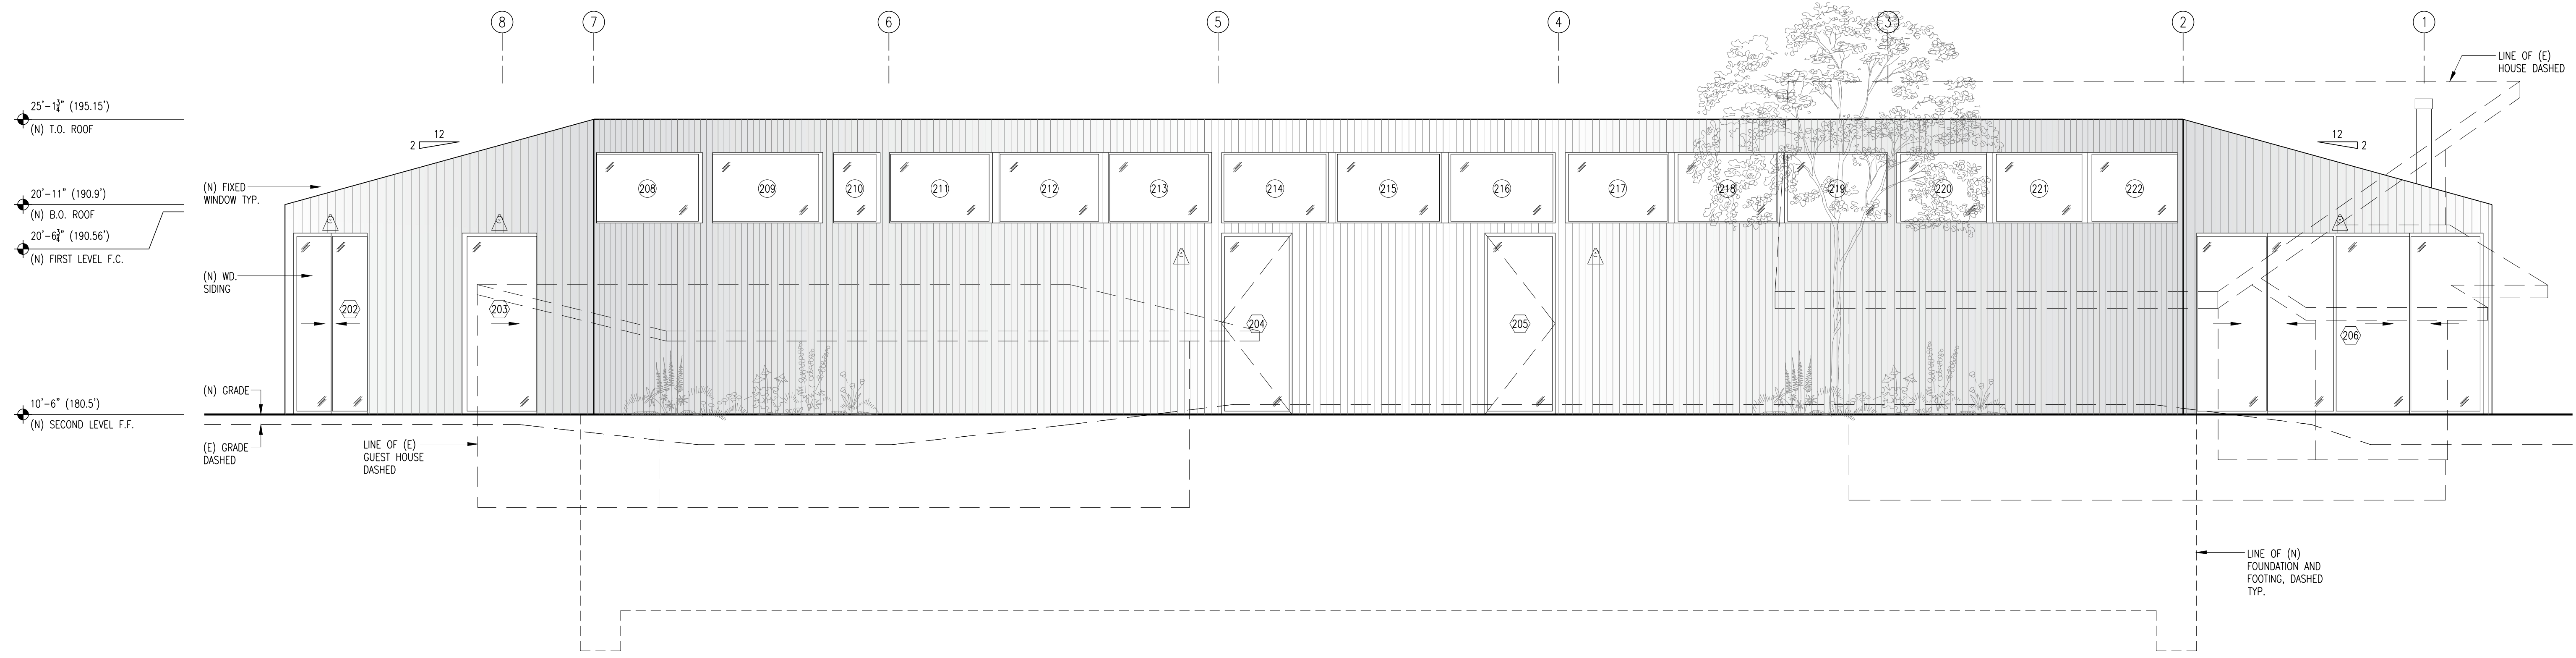 8
7
6
5
4
3
2
1
LINE OF (E)
HOUSE DASHED
25'-1¾" (195.15')
(N) T.O. ROOF
12
2
12
2
(N) FIXED
WINDOW TYP.
20'-11" (190.9')
(N) B.O. ROOF
20'-6¾" (190.56')
(N) FIRST LEVEL F.C.
208
209
210
211
212
213
214
215
216
217
218
219
220
221
222
(N) WD.
SIDING
202
203
204
205
206
(N) GRADE
10'-6" (180.5')
(N) SECOND LEVEL F.F.
(E) GRADE
DASHED
LINE OF (E)
GUEST HOUSE
DASHED
LINE OF (N)
FOUNDATION AND
FOOTING, DASHED
TYP.